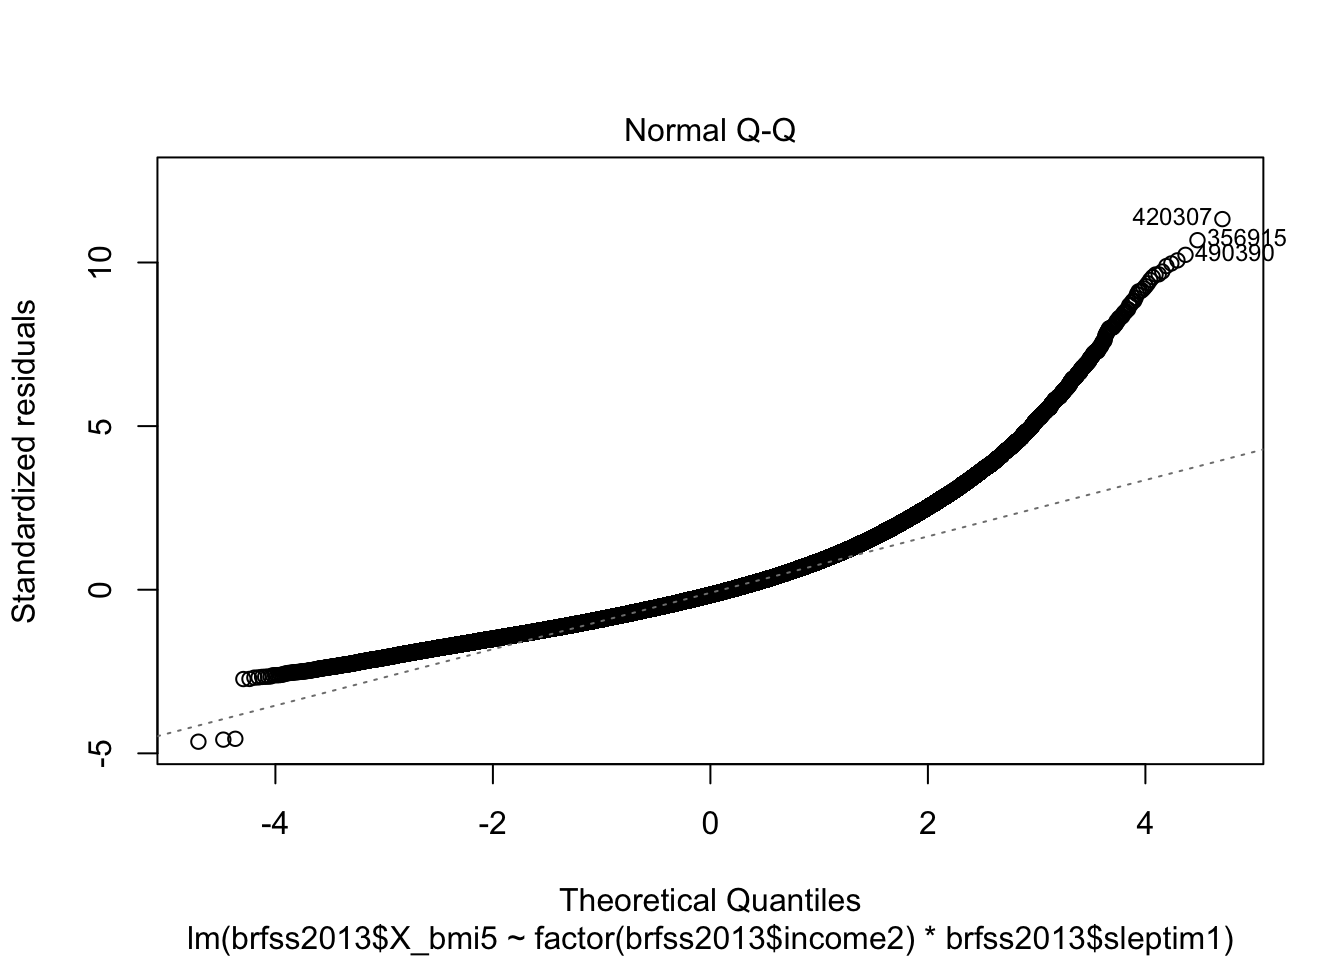 Normal Q-Q
420307
356915
490390
10
5
0
-5
Standardized residuals
-4 -2 0 2 4
Theoretical Quantiles
lm(brfss2013$X_bmi5 ~ factor(brfss2013$income2) * brfss2013$sleptim1)